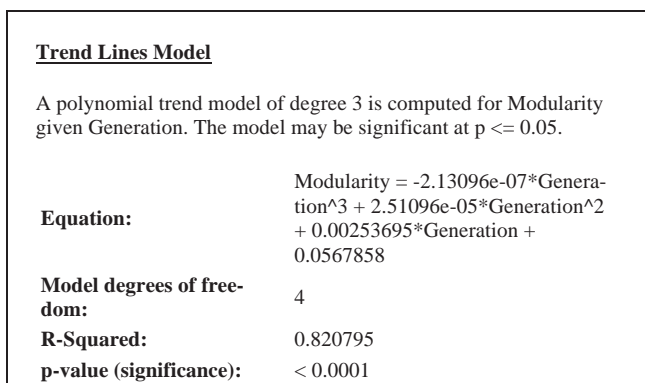 Trend Lines Model
A polynomial trend model of degree 3 is computed for Modularity
given Generation. The model may be significant at p <= 0.05.
Modularity = -2.13096e-07*Genera-
Equation: tion^3 + 2.51096e-05*Generation^2
+ 0.00253695*Generation +
0.0567858
Model degrees of free-
dom: 4
R-Squared: 0.820795
p-value (significance): < 0.0001